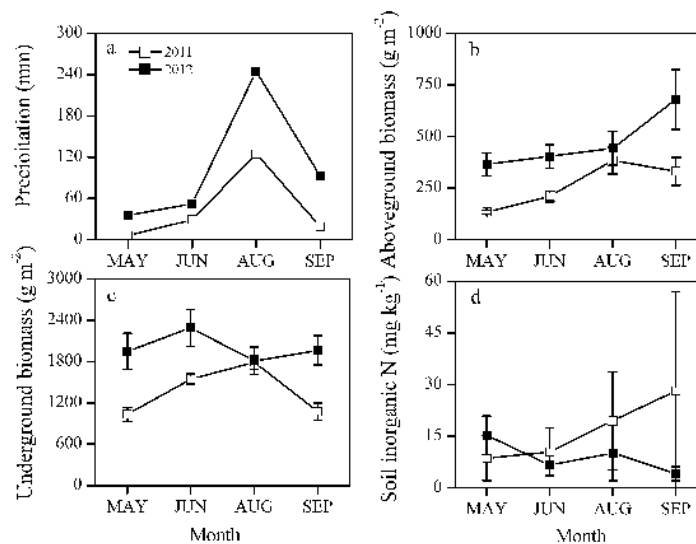 Precioitation (mm)
300
240
180
120
60
0
a
2011
2012
MAY JUN AUG SEP
Aboveground biomass (g m⁻²)
1000
750
500
250
0
b
MAY JUN AUG SEP
Underground biomass (g m⁻²)
3000
2400
1800
1200
600
0
c
MAY JUN AUG SEP
Month
Soil inorganic N (mg kg⁻¹)
60
45
30
15
0
d
MAY JUN AUG SEP
Month